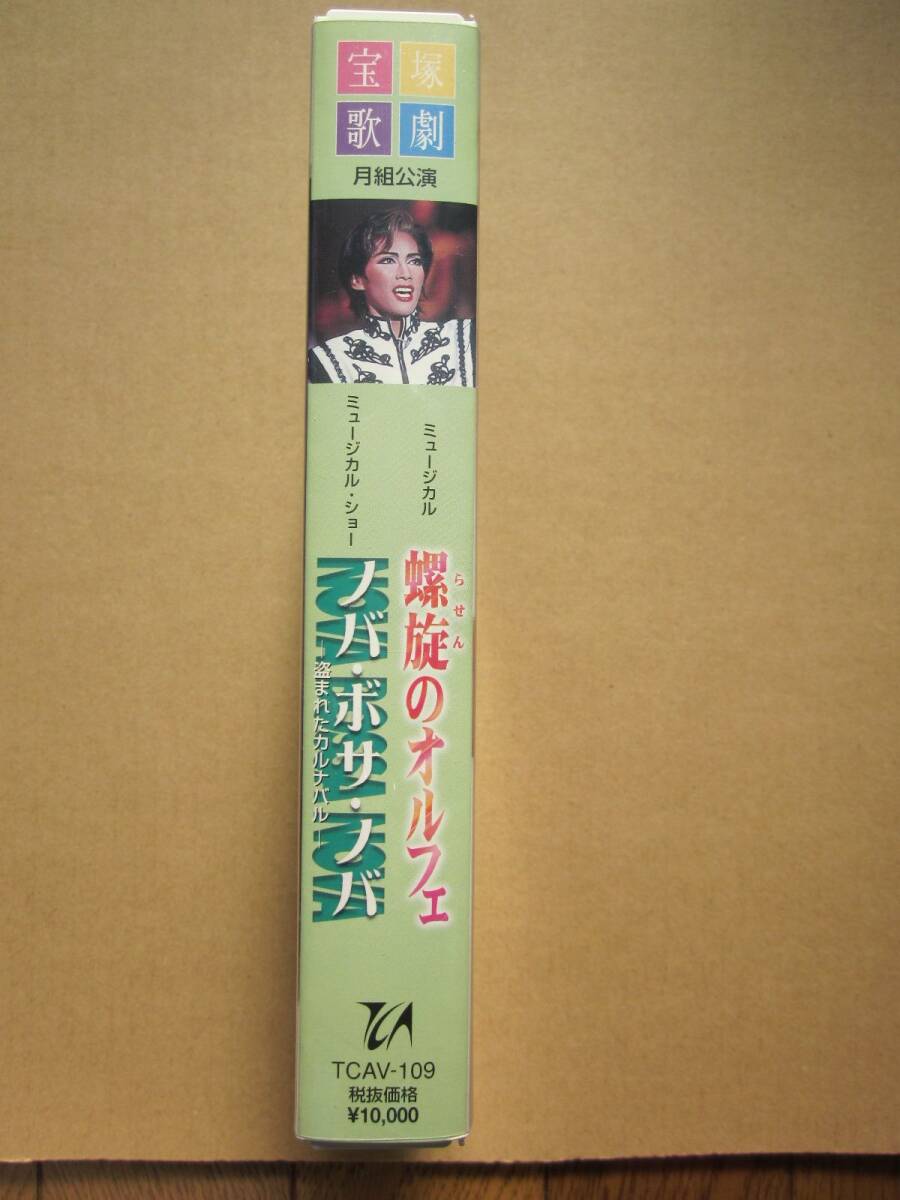 宝塚
歌劇
月組公演
ミュージカル
螺旋のオルフェ
らせん
ミュージカル・ショー
ノバ・ボサ・ノバ
NOVA BOSSA NOVA
―盗まれたカルナバル―
TCA
TCAV-109
税抜価格
¥10,000